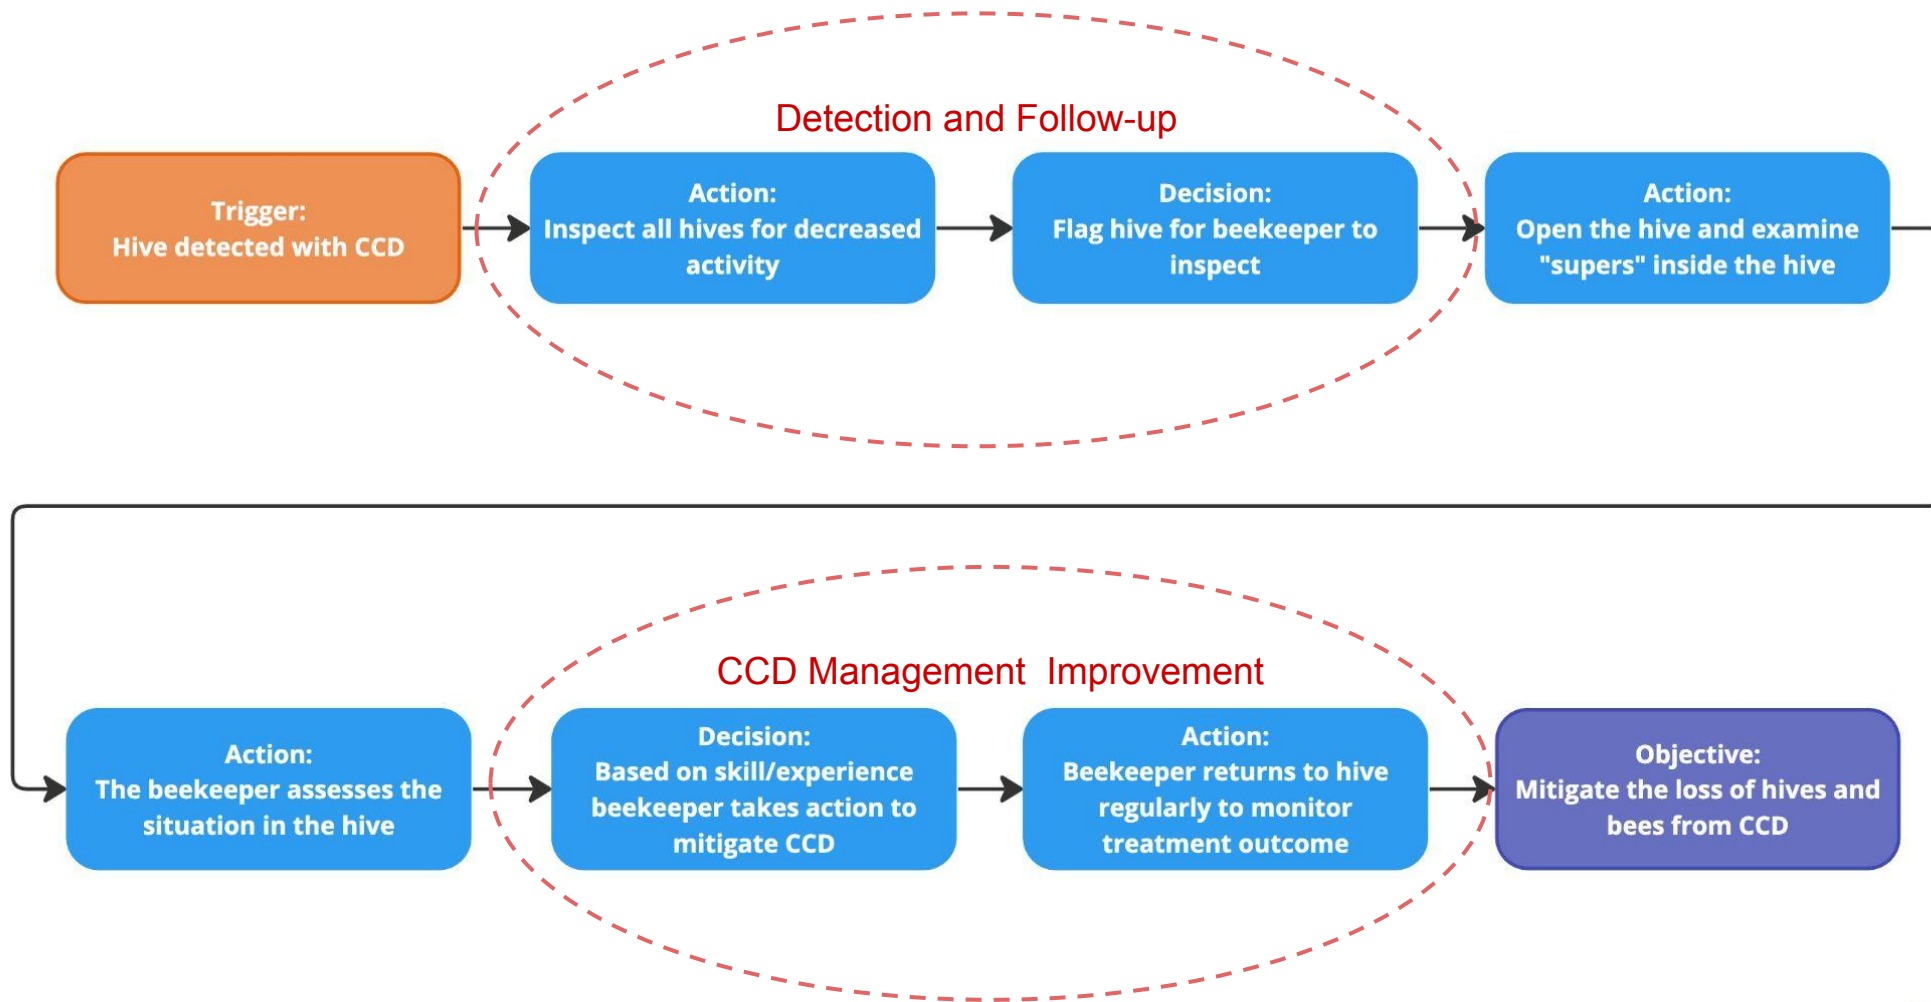 Detection and Follow-up
Trigger:
Hive detected with CCD
Action:
Inspect all hives for decreased
activity
Decision:
Flag hive for beekeeper to
inspect
Action:
Open the hive and examine
"supers" inside the hive
CCD Management  Improvement
Action:
The beekeeper assesses the
situation in the hive
Decision:
Based on skill/experience
beekeeper takes action to
mitigate CCD
Action:
Beekeeper returns to hive
regularly to monitor
treatment outcome
Objective:
Mitigate the loss of hives and
bees from CCD